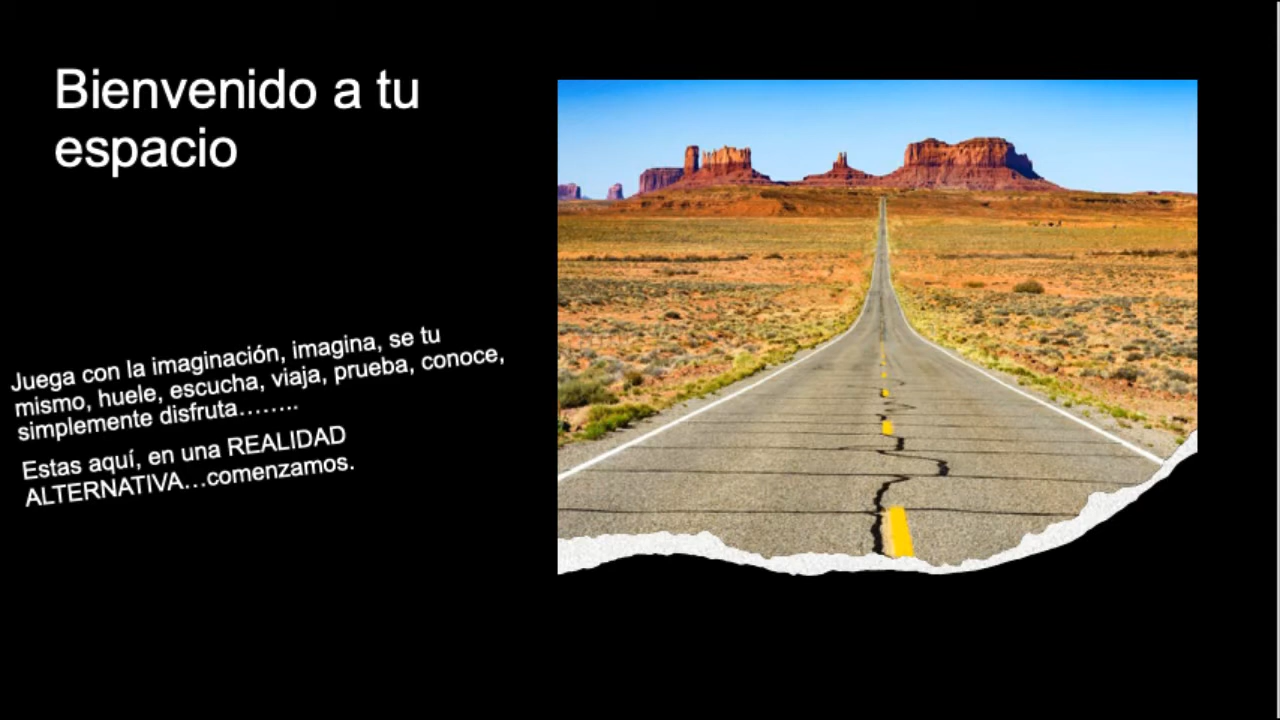 Bienvenido a tu
espacio
Juega con la imaginación, imagina, se tu
mismo, huele, escucha, viaja, prueba, conoce,
simplemente disfruta........
Estas aquí, en una REALIDAD
ALTERNATIVA...comenzamos.